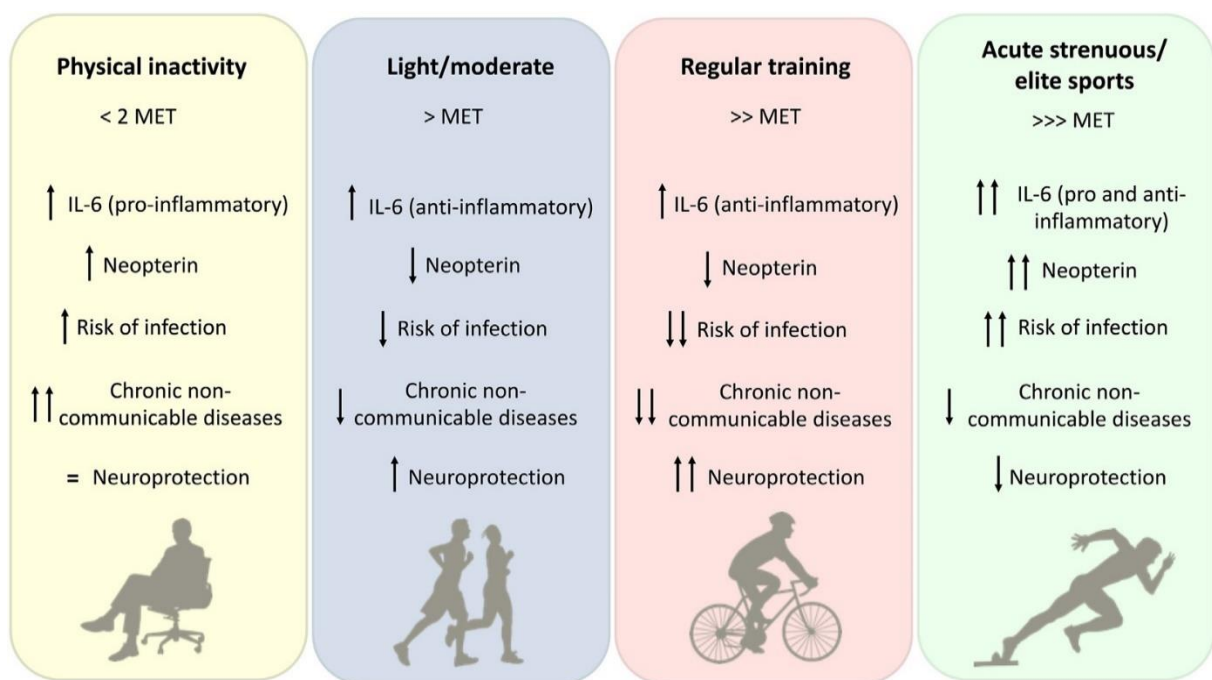 Physical inactivity
< 2 MET
↑ IL-6 (pro-inflammatory)
↑ Neopterin
↑ Risk of infection
↑↑ Chronic non-
communicable diseases
= Neuroprotection
Light/moderate
> MET
↑ IL-6 (anti-inflammatory)
↓ Neopterin
↓ Risk of infection
↓ Chronic non-
communicable diseases
↑ Neuroprotection
Regular training
>> MET
↑ IL-6 (anti-inflammatory)
↓ Neopterin
↓↓ Risk of infection
↓↓ Chronic non-
communicable diseases
↑↑ Neuroprotection
Acute strenuous/
elite sports
>>> MET
↑↑ IL-6 (pro and anti-
inflammatory)
↑↑ Neopterin
↑↑ Risk of infection
↓ Chronic non-
communicable diseases
↓ Neuroprotection